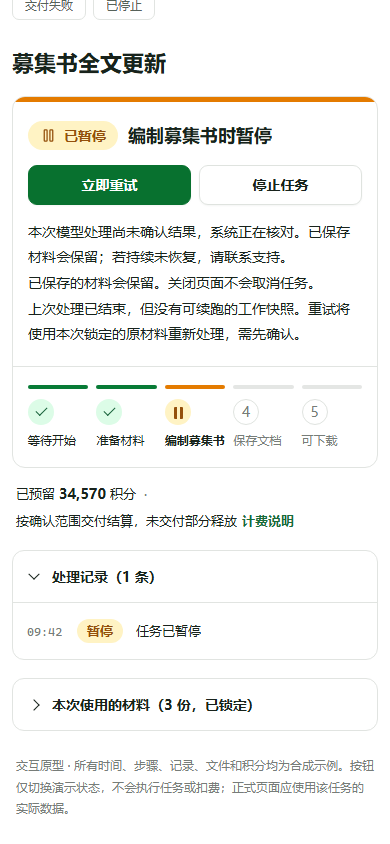 交付失败 已停止
募集书全文更新
已暂停 编制募集书时暂停
立即重试 停止任务
本次模型处理尚未确认结果，系统正在核对。已保存
材料会保留；若持续未恢复，请联系支持。
已保存的材料会保留。关闭页面不会取消任务。
上次处理已结束，但没有可续跑的工作快照。重试将
使用本次锁定的原材料重新处理，需先确认。
4 5
等待开始 准备材料 编制募集书 保存文档 可下载
已预留 34,570 积分 ·
按确认范围交付结算，未交付部分释放 计费说明
处理记录（1 条）
09:42 暂停 任务已暂停
本次使用的材料（3 份，已锁定）
交互原型 · 所有时间、步骤、记录、文件和积分均为合成示例。按钮
仅切换演示状态，不会执行任务或扣费；正式页面应使用该任务的
实际数据。